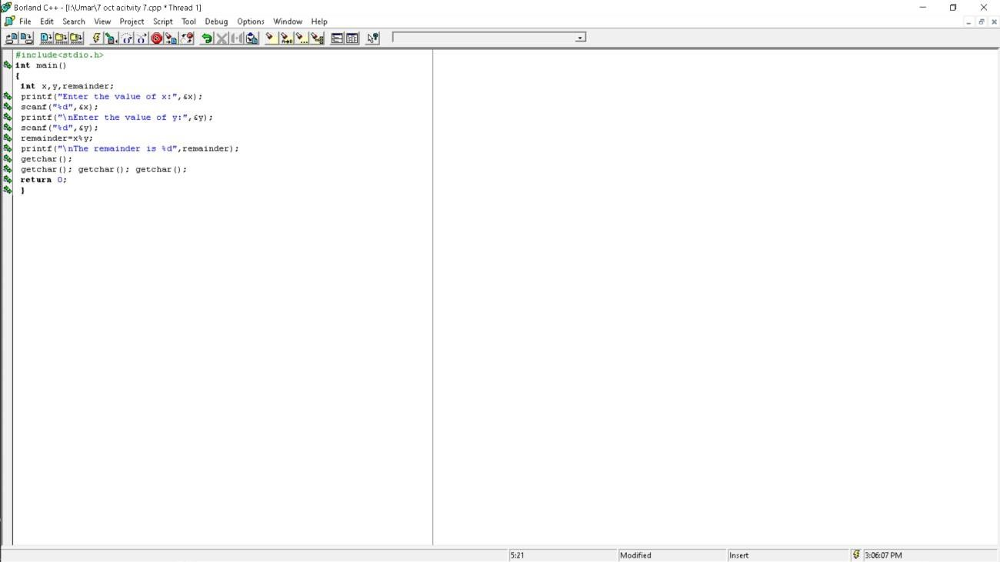 Borland C++ - [I:\Umar\7 oct acitvity 7.cpp * Thread 1]
File Edit Search View Project Script Tool Debug Options Window Help
#include<stdio.h>
int main()
{
int x,y,remainder;
printf("Enter the value of x:",&x);
scanf("%d",&x);
printf("\nEnter the value of y:",&y);
scanf("%d",&y);
remainder=x%y;
printf("\nThe remainder is %d",remainder);
getchar();
getchar(); getchar(); getchar();
return 0;
}
5:21 Modified Insert 3:06:07 PM